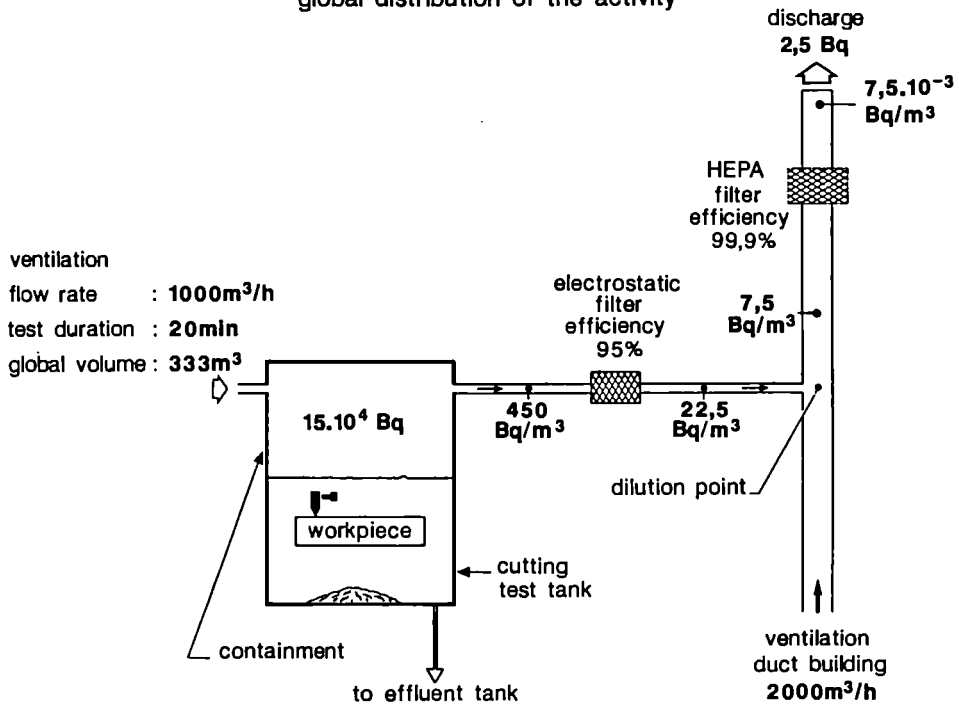 global distribution of the activity
discharge
2,5 Bq
7,5.10⁻³
Bq/m³
HEPA
filter
efficiency
99,9%
ventilation
flow rate : 1000m³/h
test duration : 20min
global volume : 333m³
electrostatic
filter
efficiency
95%
7,5
Bq/m³
15.10⁴ Bq
450
Bq/m³
22,5
Bq/m³
dilution point
workpiece
cutting
test tank
containment
to effluent tank
ventilation
duct building
2000m³/h